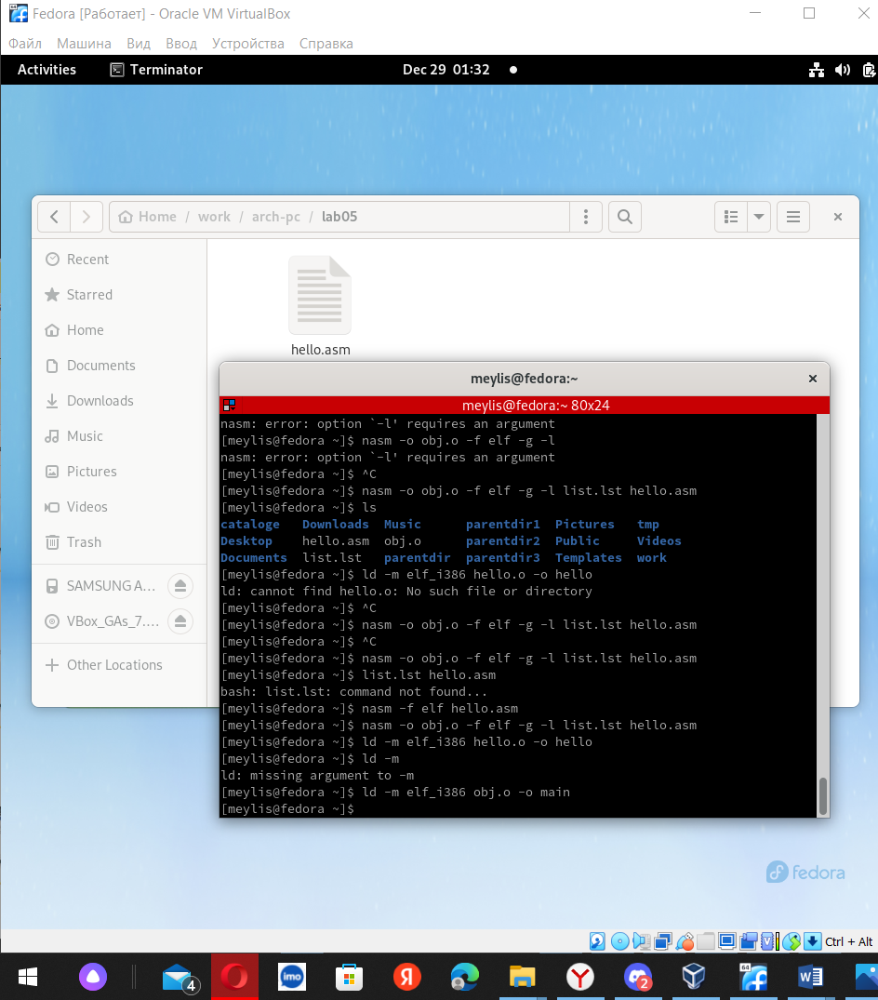 Fedora [Работает] - Oracle VM VirtualBox
Файл Машина Вид Ввод Устройства Справка
Activities Terminator Dec 29 01:32
Home / work / arch-pc / lab05
Recent
Starred
Home
Documents
Downloads
Music
Pictures
Videos
Trash
SAMSUNG A...
VBox_GAs_7....
Other Locations
hello.asm
meylis@fedora:~
meylis@fedora:~ 80x24
nasm: error: option `-l' requires an argument
[meylis@fedora ~]$ nasm -o obj.o -f elf -g -l
nasm: error: option `-l' requires an argument
[meylis@fedora ~]$ ^C
[meylis@fedora ~]$ nasm -o obj.o -f elf -g -l list.lst hello.asm
[meylis@fedora ~]$ ls
cataloge Downloads Music parentdir1 Pictures tmp
Desktop hello.asm obj.o parentdir2 Public Videos
Documents list.lst parentdir parentdir3 Templates work
[meylis@fedora ~]$ ld -m elf_i386 hello.o -o hello
ld: cannot find hello.o: No such file or directory
[meylis@fedora ~]$ ^C
[meylis@fedora ~]$ nasm -o obj.o -f elf -g -l list.lst hello.asm
[meylis@fedora ~]$ ^C
[meylis@fedora ~]$ nasm -o obj.o -f elf -g -l list.lst hello.asm
[meylis@fedora ~]$ list.lst hello.asm
bash: list.lst: command not found...
[meylis@fedora ~]$ nasm -f elf hello.asm
[meylis@fedora ~]$ nasm -o obj.o -f elf -g -l list.lst hello.asm
[meylis@fedora ~]$ ld -m elf_i386 hello.o -o hello
[meylis@fedora ~]$ ld -m
ld: missing argument to -m
[meylis@fedora ~]$ ld -m elf_i386 obj.o -o main
[meylis@fedora ~]$
fedora
Ctrl + Alt
4
imo
Я
Y
2
64
W